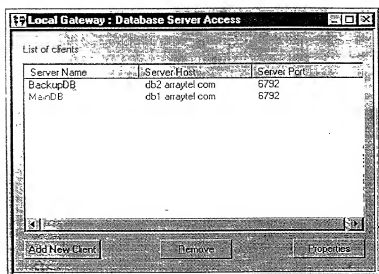 Local Gateway : Database Server Access
List of clients
Server Name Server Host Server Port
BackupDB db2 arraytel com 6792
MainDB db1 arraytel com 6792
Add New Client Remove Properties